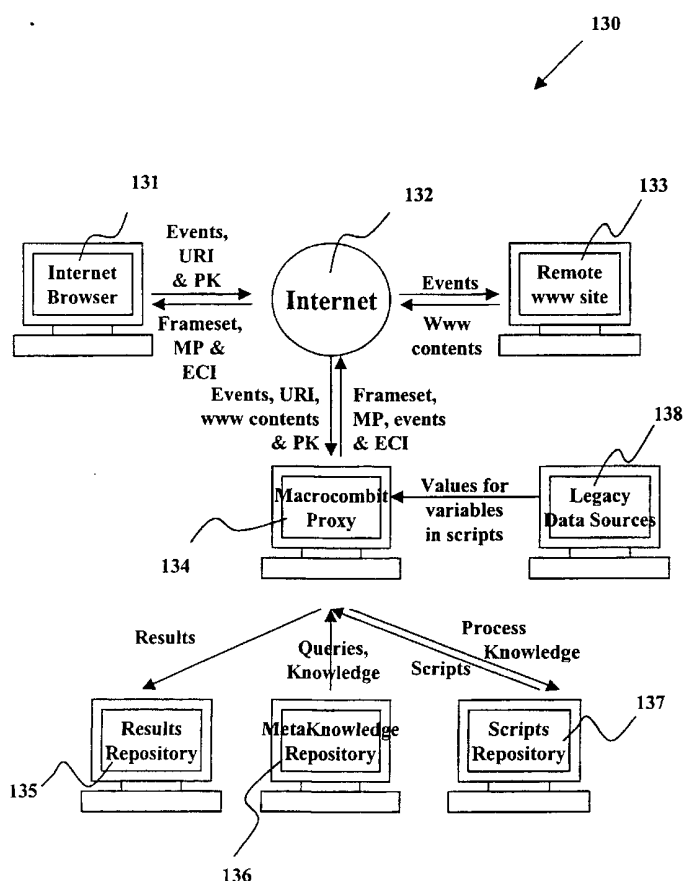 130
131
132
133
Events,
URI
& PK
Internet
Browser
Internet
Events
Remote
www site
Frameset,
MP &
ECI
Www
contents
Events, URI,
www contents
& PK
Frameset,
MP, events
& ECI
138
Macrocombit
Proxy
Values for
variables
in scripts
Legacy
Data Sources
134
Results
Queries,
Knowledge
Process
Knowledge
Scripts
137
Results
Repository
MetaKnowledge
Repository
Scripts
Repository
135
136